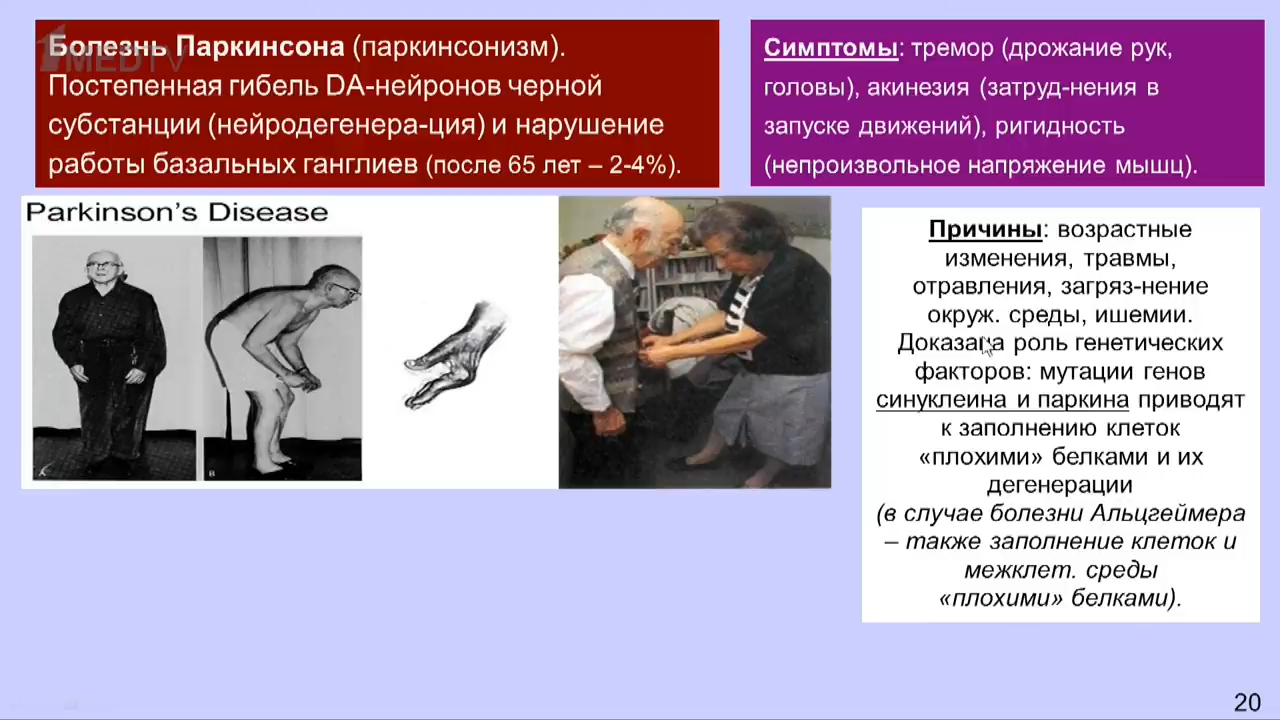 1MEDTV
Болезнь Паркинсона (паркинсонизм).
Постепенная гибель DA-нейронов черной
субстанции (нейродегенера-ция) и нарушение
работы базальных ганглиев (после 65 лет – 2-4%).
Симптомы: тремор (дрожание рук,
головы), акинезия (затруд-нения в
запуске движений), ригидность
(непроизвольное напряжение мышц).
Parkinson's Disease
B
Причины: возрастные
изменения, травмы,
отравления, загряз-нение
окруж. среды, ишемии.
Доказана роль генетических
факторов: мутации генов
синуклеина и паркина приводят
к заполнению клеток
«плохими» белками и их
дегенерации
(в случае болезни Альцгеймера
– также заполнение клеток и
межклет. среды
«плохими» белками).
20